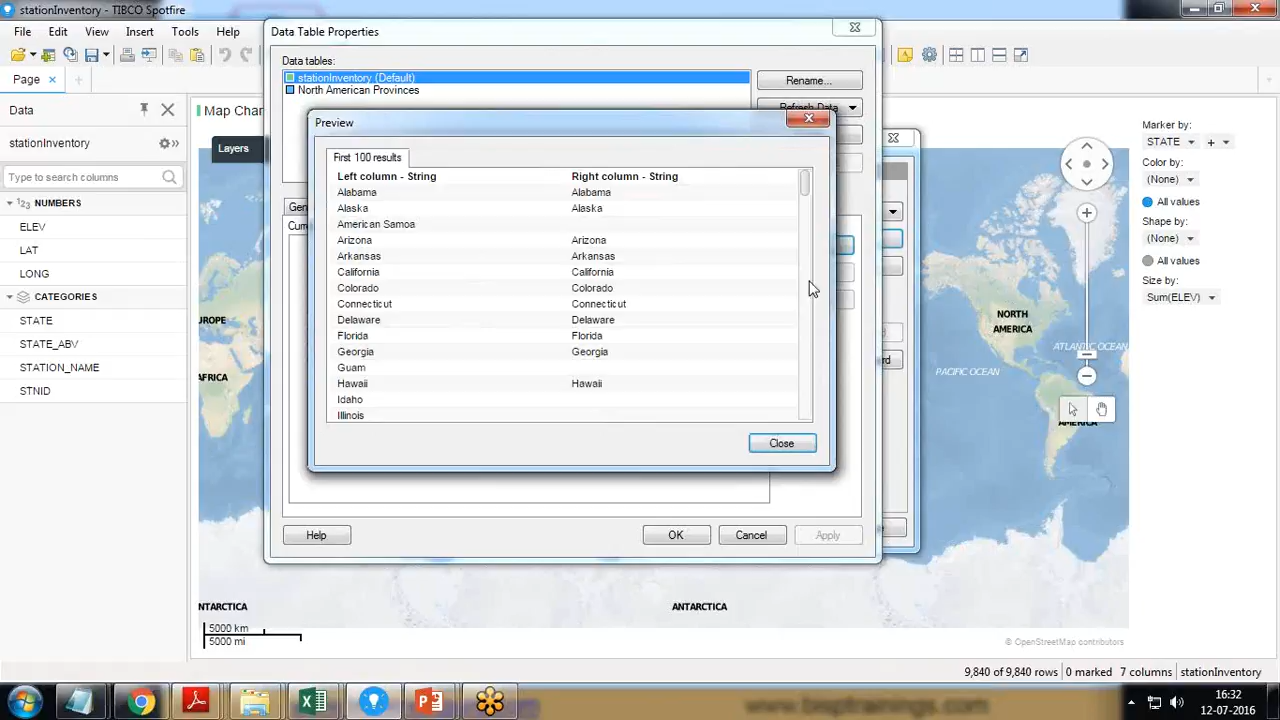 stationInventory - TIBCO Spotfire
File Edit View Insert Tools Help
Page
Data
stationInventory
Type to search columns
NUMBERS
ELEV
LAT
LONG
CATEGORIES
STATE
STATE_ABV
STATION_NAME
STNID
Map Char
Layers
Data Table Properties
Data tables:
stationInventory (Default)
North American Provinces
Rename...
Refresh Data
Gen
Curre
Preview
First 100 results
Left column - String Right column - String
Alabama Alabama
Alaska Alaska
American Samoa
Arizona Arizona
Arkansas Arkansas
California California
Colorado Colorado
Connecticut Connecticut
Delaware Delaware
Florida Florida
Georgia Georgia
Guam
Hawaii Hawaii
Idaho
Illinois
Close
Help OK Cancel Apply
Marker by:
STATE
Color by:
(None)
All values
Shape by:
(None)
All values
Size by:
Sum(ELEV)
UROPE
AFRICA
NORTH
AMERICA
ATLANTIC OCEAN
PACIFIC OCEAN
NTARCTICA
ANTARCTICA
5000 km
5000 mi
© OpenStreetMap contributors
9,840 of 9,840 rows 0 marked 7 columns stationInventory
www.bisptrainings.com
16:32
12-07-2016